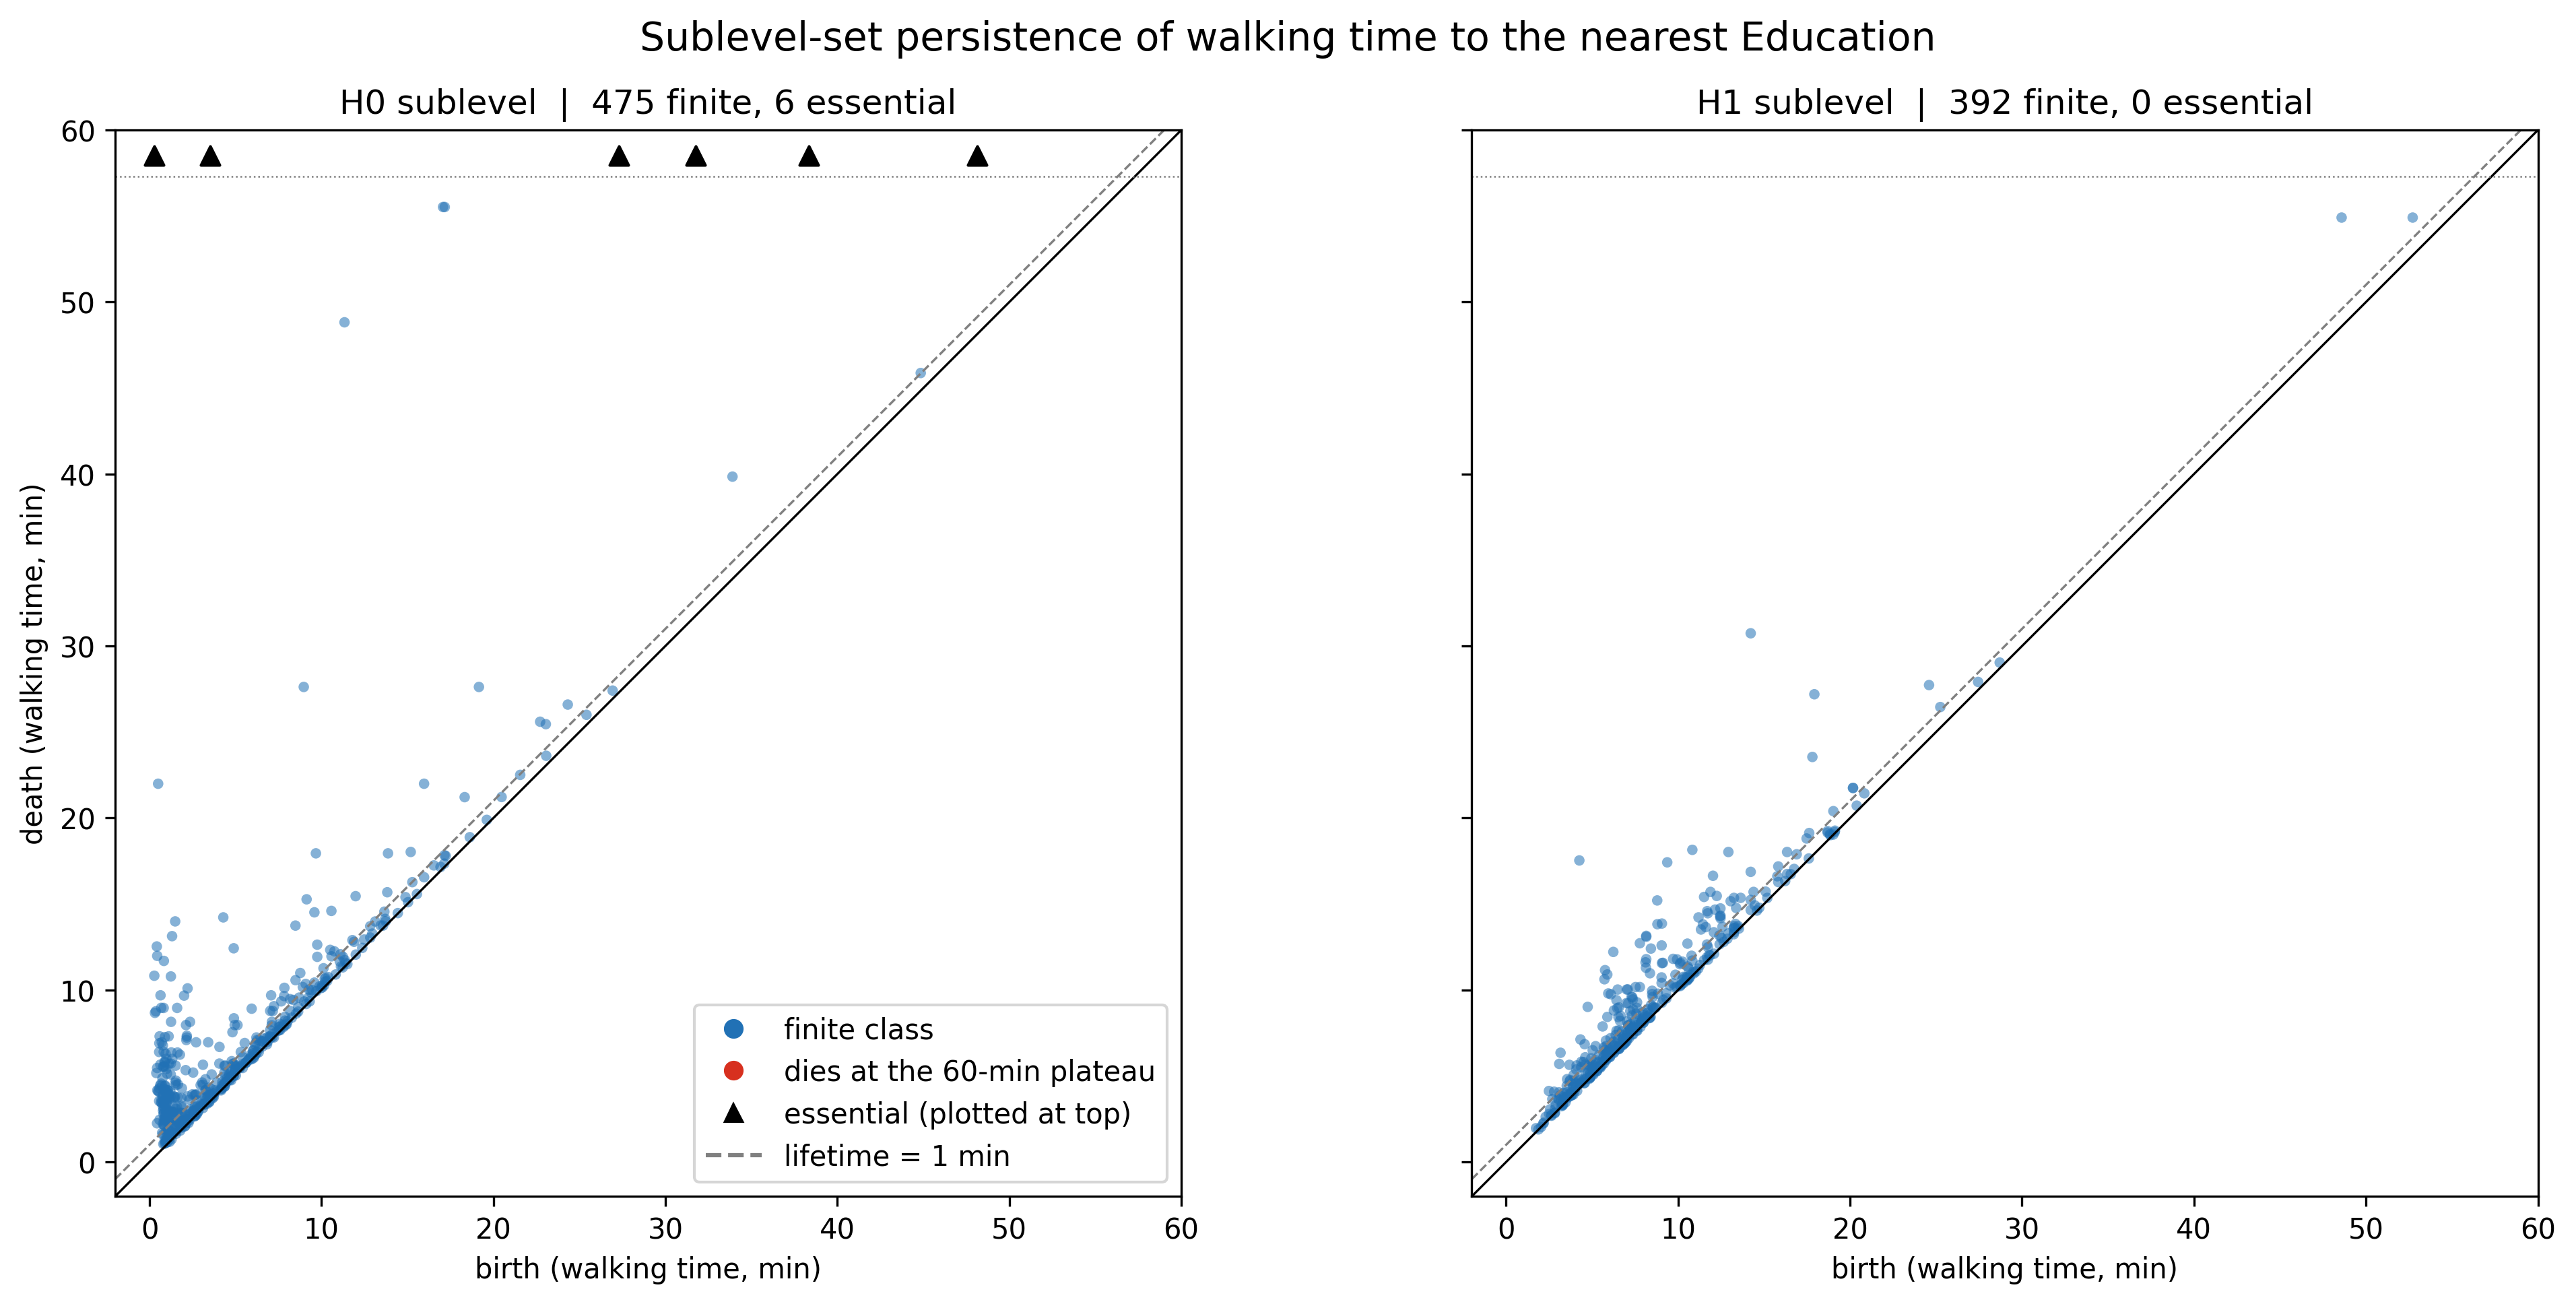 Sublevel-set persistence of walking time to the nearest Education
H0 sublevel | 475 finite, 6 essential
H1 sublevel | 392 finite, 0 essential
60
50
40
30
20
10
0
death (walking time, min)
finite class
dies at the 60-min plateau
essential (plotted at top)
lifetime = 1 min
0 10 20 30 40 50 60
birth (walking time, min)
0 10 20 30 40 50 60
birth (walking time, min)